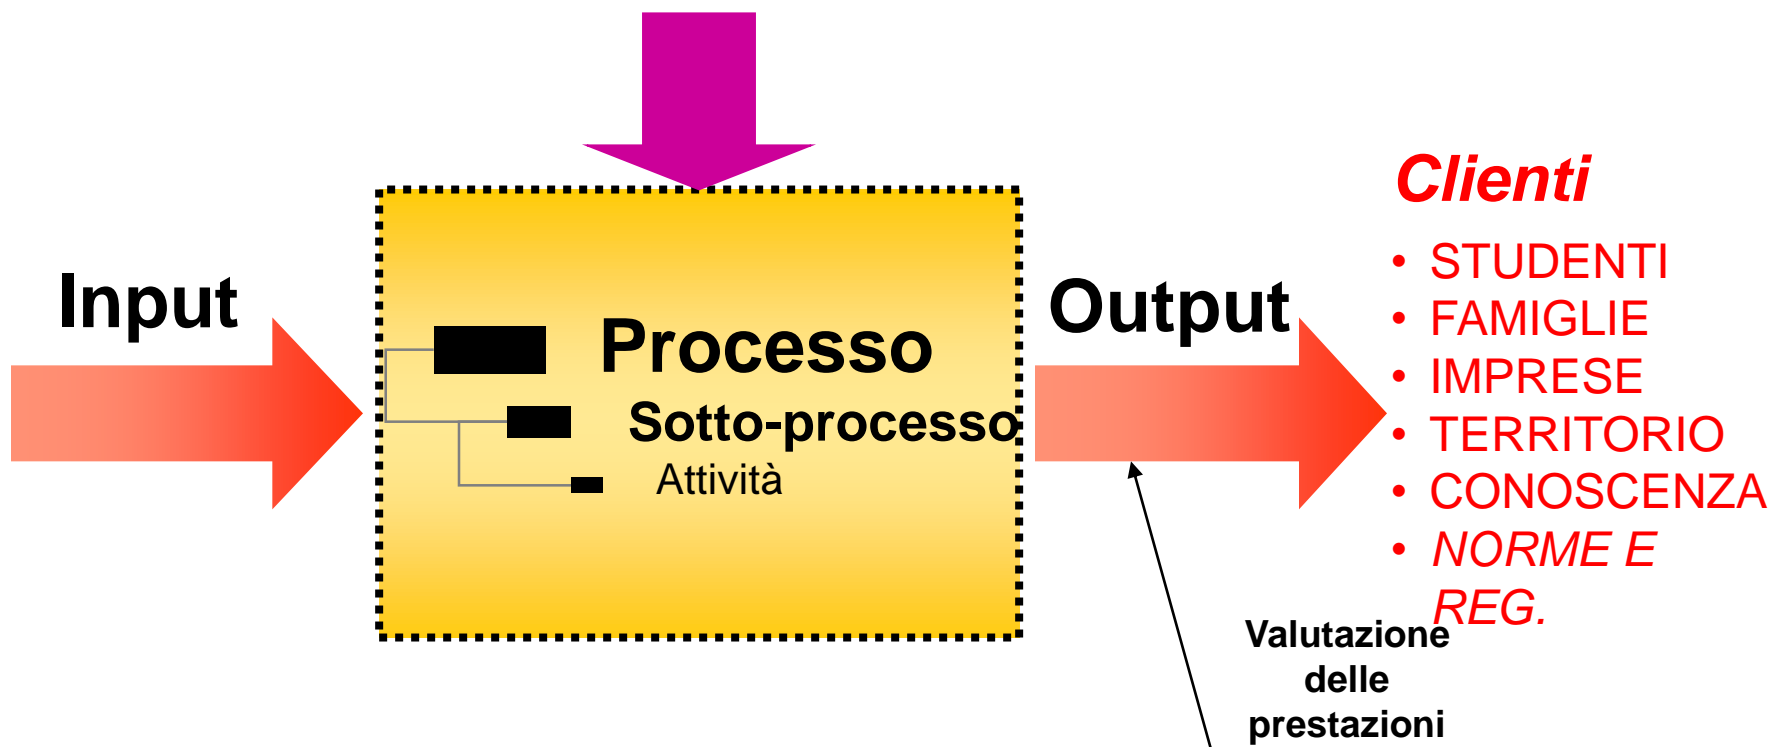 Input
Processo
Sotto-processo
Attività
Output
Clienti
• STUDENTI
• FAMIGLIE
• IMPRESE
• TERRITORIO
• CONOSCENZA
• NORME E
REG.
Valutazione
delle
prestazioni